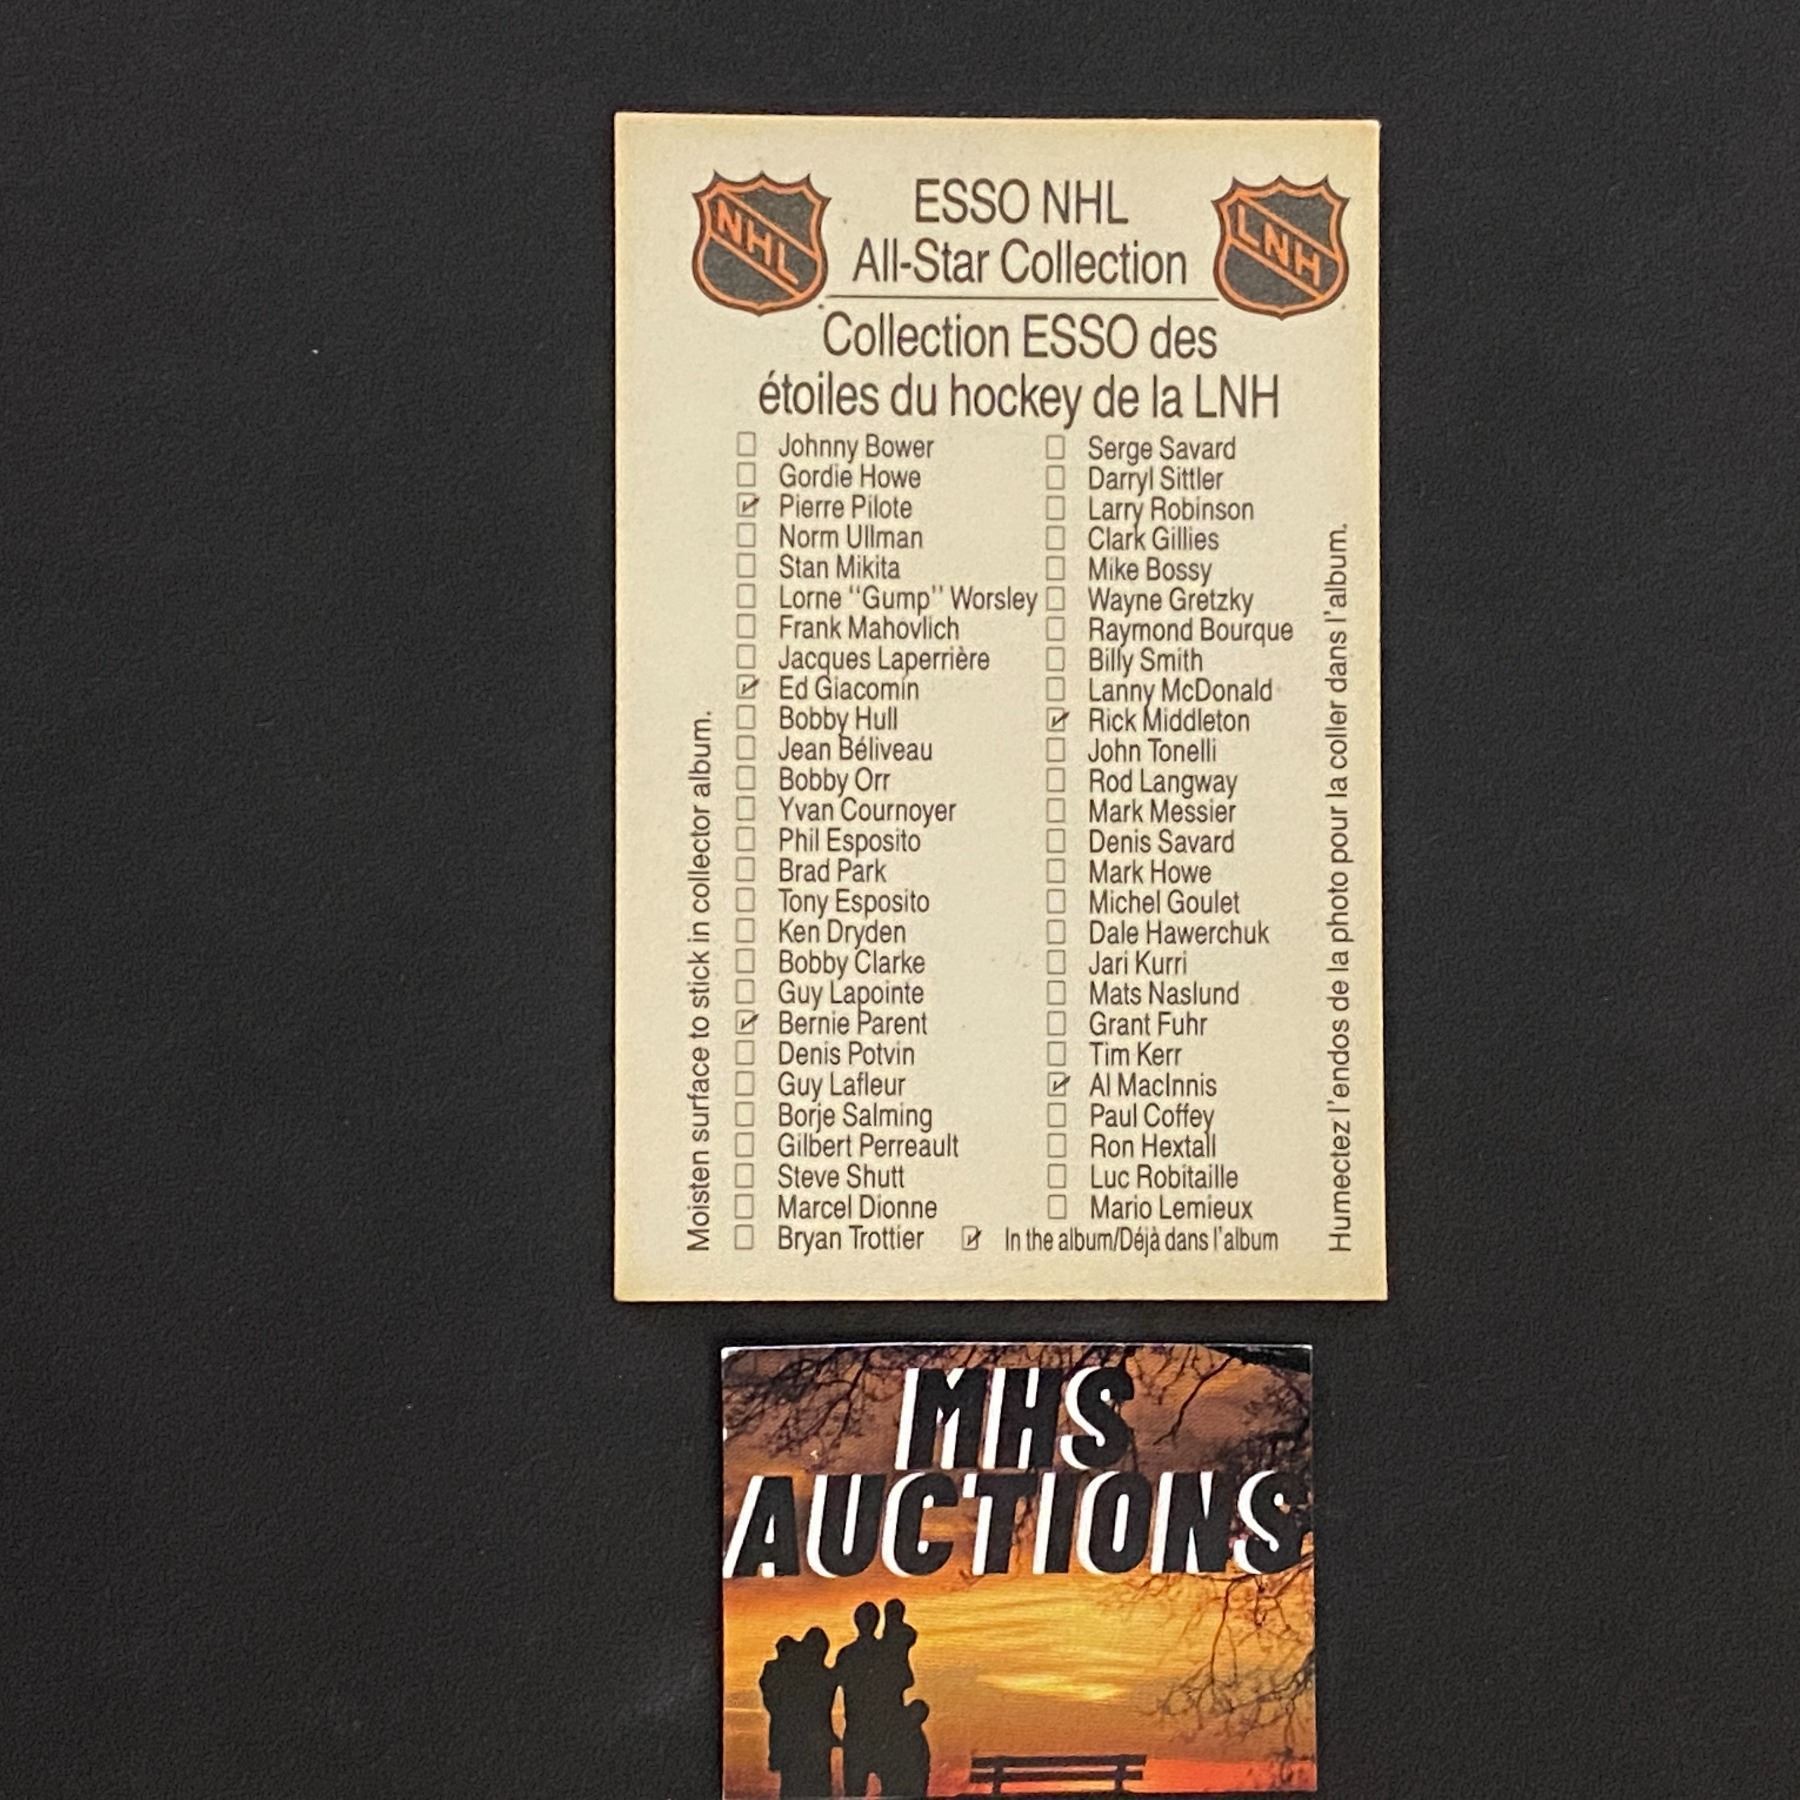 NHL
ESSO NHL
All-Star Collection
LNH
Collection ESSO des
étoiles du hockey de la LNH
Moisten surface to stick in collector album.
Johnny Bower
Gordie Howe
Pierre Pilote
Norm Ullman
Stan Mikita
Lorne "Gump" Worsley
Frank Mahovlich
Jacques Laperrière
Ed Giacomin
Bobby Hull
Jean Béliveau
Bobby Orr
Yvan Cournoyer
Phil Esposito
Brad Park
Tony Esposito
Ken Dryden
Bobby Clarke
Guy Lapointe
Bernie Parent
Denis Potvin
Guy Lafleur
Borje Salming
Gilbert Perreault
Steve Shutt
Marcel Dionne
Bryan Trottier
Serge Savard
Darryl Sittler
Larry Robinson
Clark Gillies
Mike Bossy
Wayne Gretzky
Raymond Bourque
Billy Smith
Lanny McDonald
Rick Middleton
John Tonelli
Rod Langway
Mark Messier
Denis Savard
Mark Howe
Michel Goulet
Dale Hawerchuk
Jari Kurri
Mats Naslund
Grant Fuhr
Tim Kerr
Al MacInnis
Paul Coffey
Ron Hextall
Luc Robitaille
Mario Lemieux
In the album/Déjà dans l'album
Humectez l'endos de la photo pour la coller dans l'album.
MHS
AUCTIONS